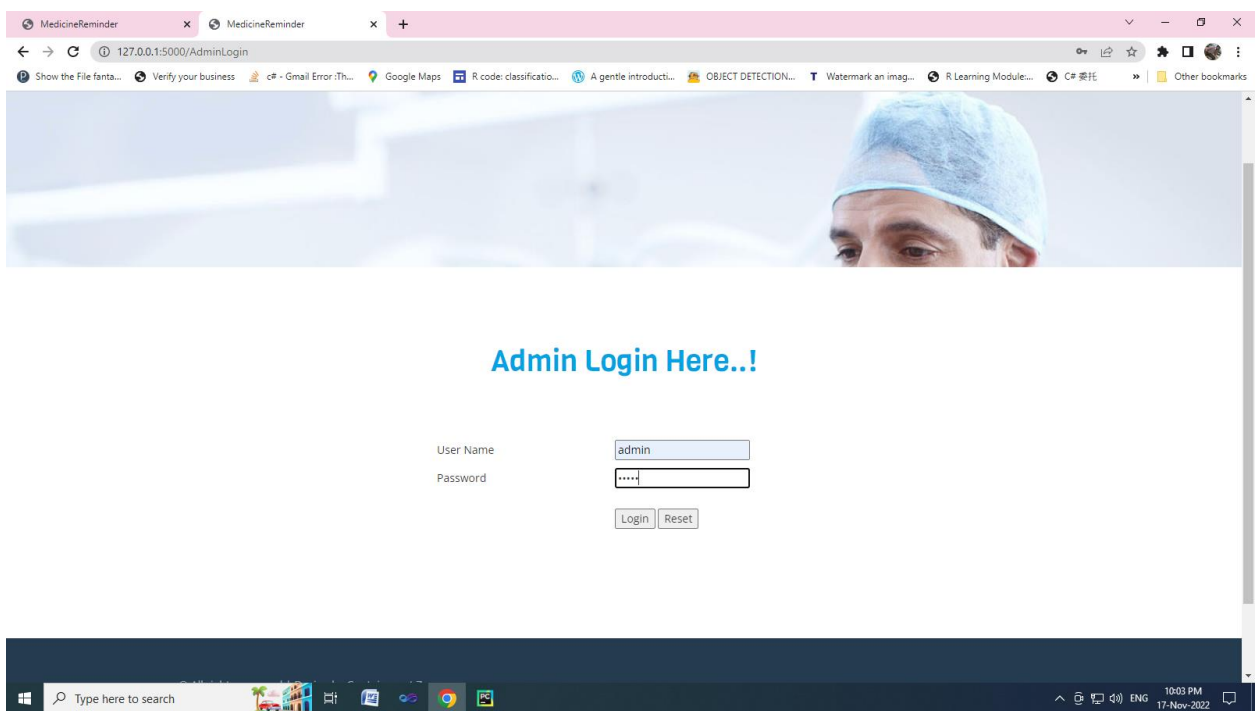 MedicineReminder MedicineReminder
127.0.0.1:5000/AdminLogin
Show the File fanta... Verify your business c# - Gmail Error :Th... Google Maps R code: classificatio... A gentle introducti... OBJECT DETECTION... Watermark an imag... R Learning Module:... C# 委托 » Other bookmarks
Admin Login Here..!
User Name admin
Password •••••
Login Reset
Type here to search ENG 10:03 PM
17-Nov-2022